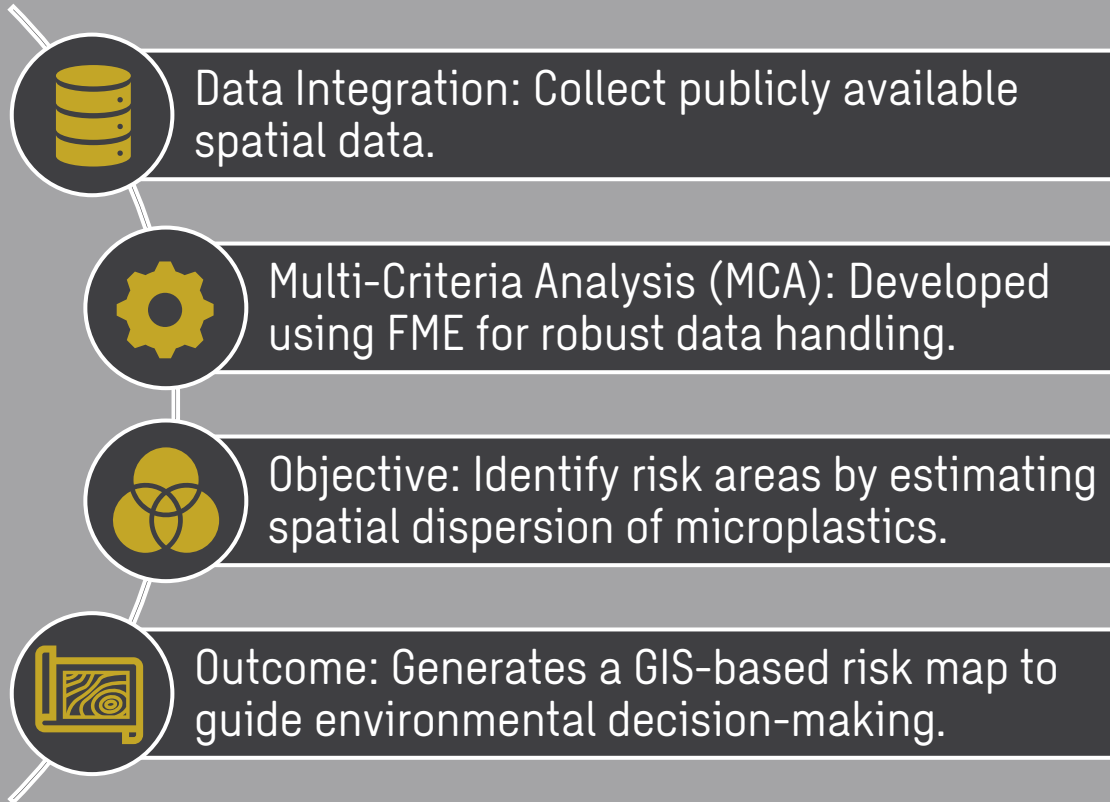 Data Integration: Collect publicly available
spatial data.
Multi-Criteria Analysis (MCA): Developed
using FME for robust data handling.
Objective: Identify risk areas by estimating
spatial dispersion of microplastics.
Outcome: Generates a GIS-based risk map to
guide environmental decision-making.